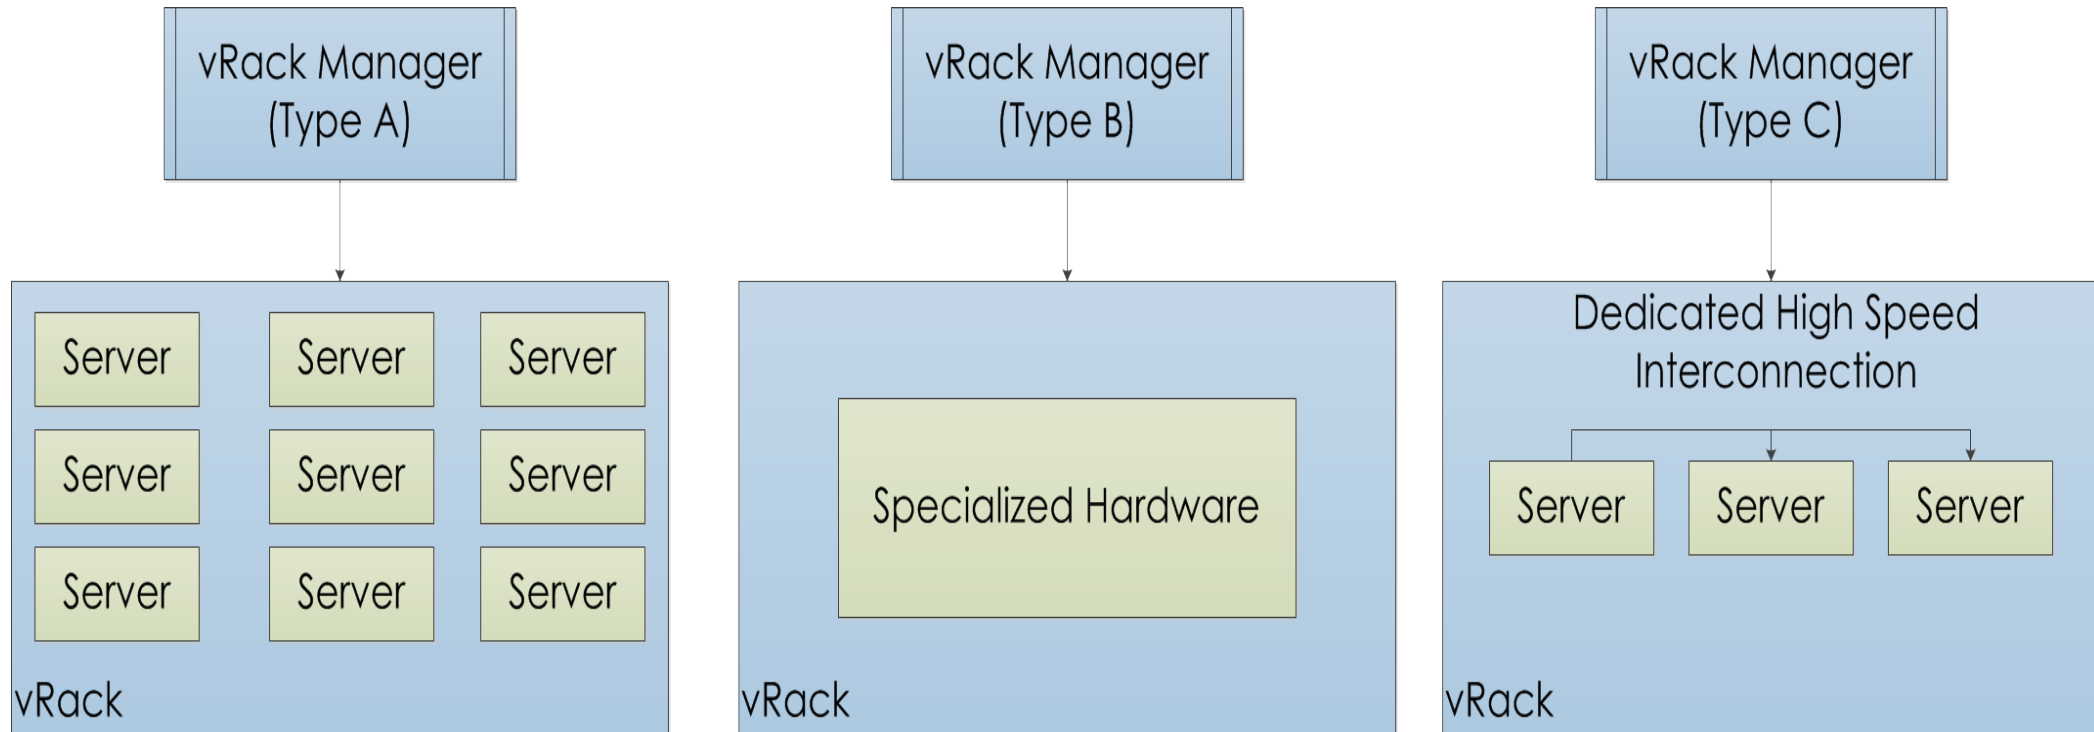 vRack Manager
(Type A)
vRack Manager
(Type B)
vRack Manager
(Type C)
Server Server Server
Server Server Server
Server Server Server
vRack
Specialized Hardware
vRack
Dedicated High Speed
Interconnection
Server Server Server
vRack